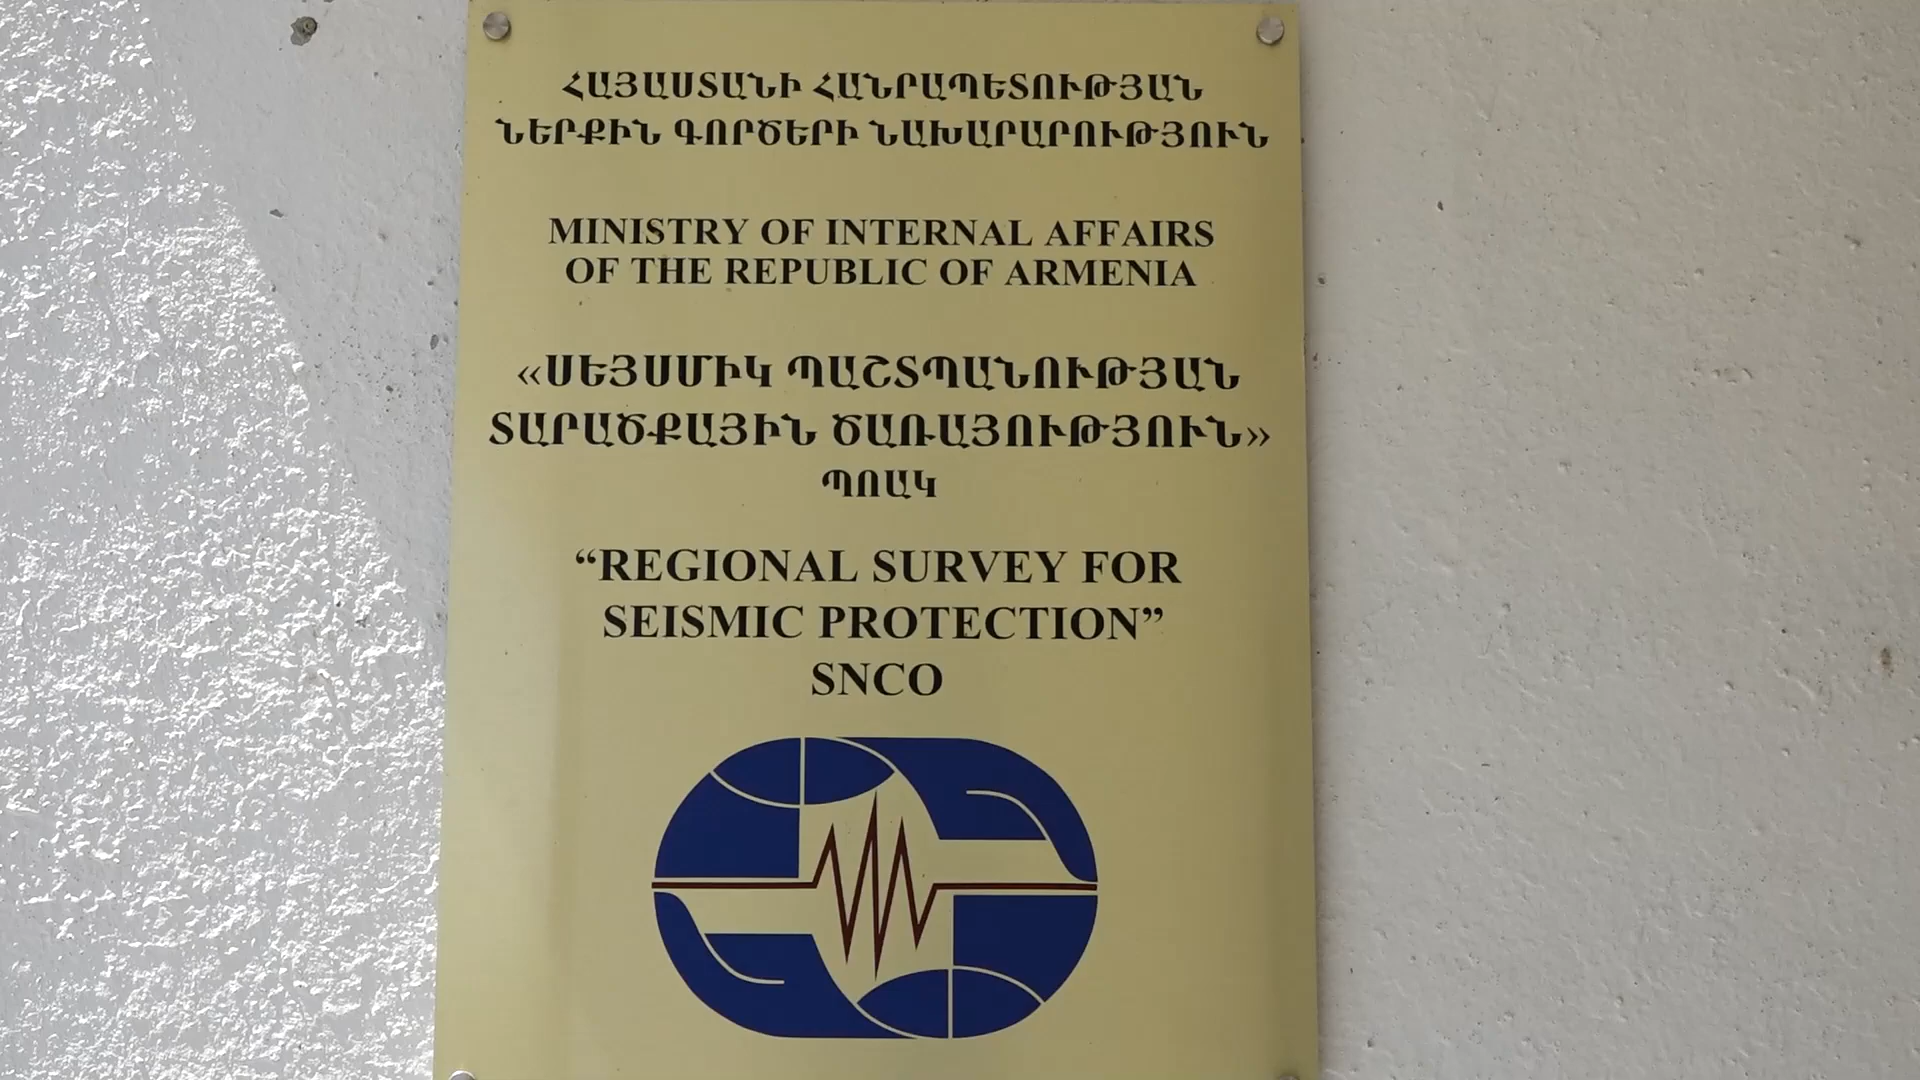 ՀԱՅԱՍՏԱՆԻ ՀԱՆՐԱՊԵՏՈՒԹՅԱՆ
ՆԵՐՔԻՆ ԳՈՐԾԵՐԻ ՆԱԽԱՐԱՐՈՒԹՅՈՒՆ
MINISTRY OF INTERNAL AFFAIRS
OF THE REPUBLIC OF ARMENIA
«ՍԵՅՍՄԻԿ ՊԱՇՏՊԱՆՈՒԹՅԱՆ
ՏԱՐԱԾՔԱՅԻՆ ԾԱՌԱՅՈՒԹՅՈՒՆ»
ՊՈԱԿ
“REGIONAL SURVEY FOR
SEISMIC PROTECTION”
SNCO